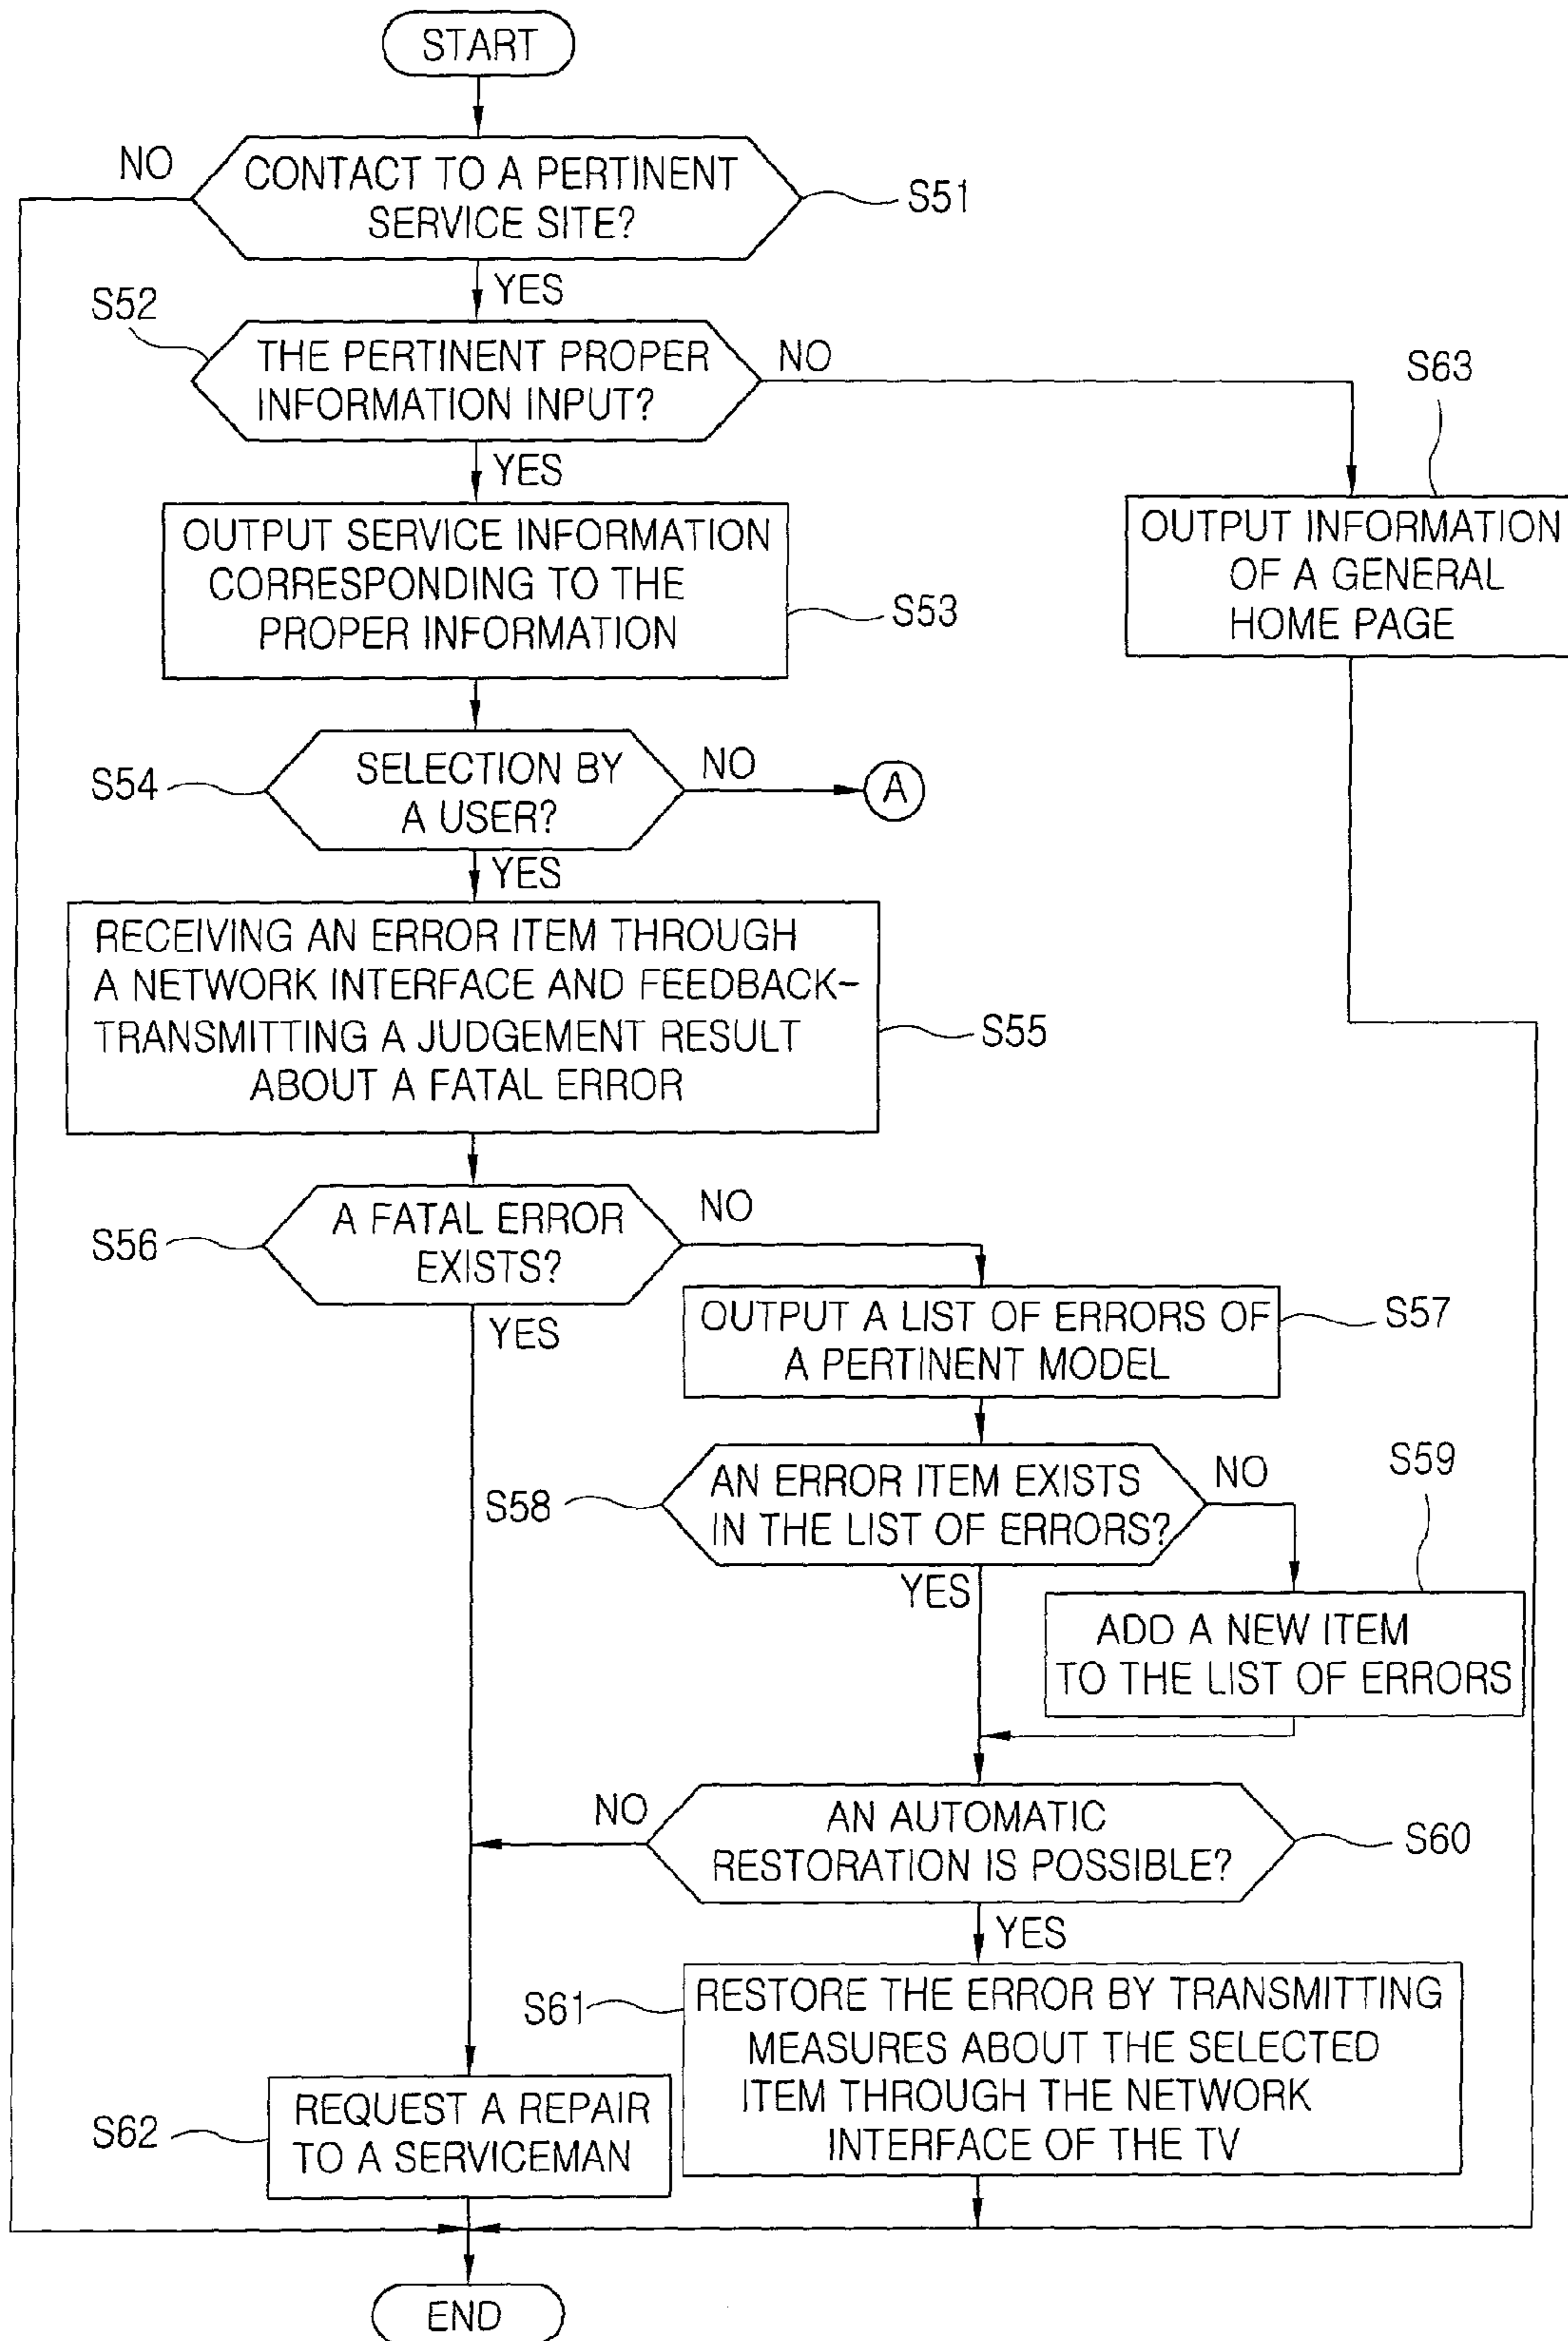 START
NO
CONTACT TO A PERTINENT
SERVICE SITE?
S51
YES
S52
THE PERTINENT PROPER
INFORMATION INPUT?
NO
S63
YES
OUTPUT SERVICE INFORMATION
CORRESPONDING TO THE
PROPER INFORMATION
S53
OUTPUT INFORMATION
OF A GENERAL
HOME PAGE
S54
SELECTION BY
A USER?
NO
A
YES
RECEIVING AN ERROR ITEM THROUGH
A NETWORK INTERFACE AND FEEDBACK-
TRANSMITTING A JUDGEMENT RESULT
ABOUT A FATAL ERROR
S55
S56
A FATAL ERROR
EXISTS?
NO
YES
OUTPUT A LIST OF ERRORS OF
A PERTINENT MODEL
S57
S58
AN ERROR ITEM EXISTS
IN THE LIST OF ERRORS?
NO
S59
YES
ADD A NEW ITEM
TO THE LIST OF ERRORS
NO
AN AUTOMATIC
RESTORATION IS POSSIBLE?
S60
YES
S61
RESTORE THE ERROR BY TRANSMITTING
MEASURES ABOUT THE SELECTED
ITEM THROUGH THE NETWORK
INTERFACE OF THE TV
S62
REQUEST A REPAIR
TO A SERVICEMAN
END